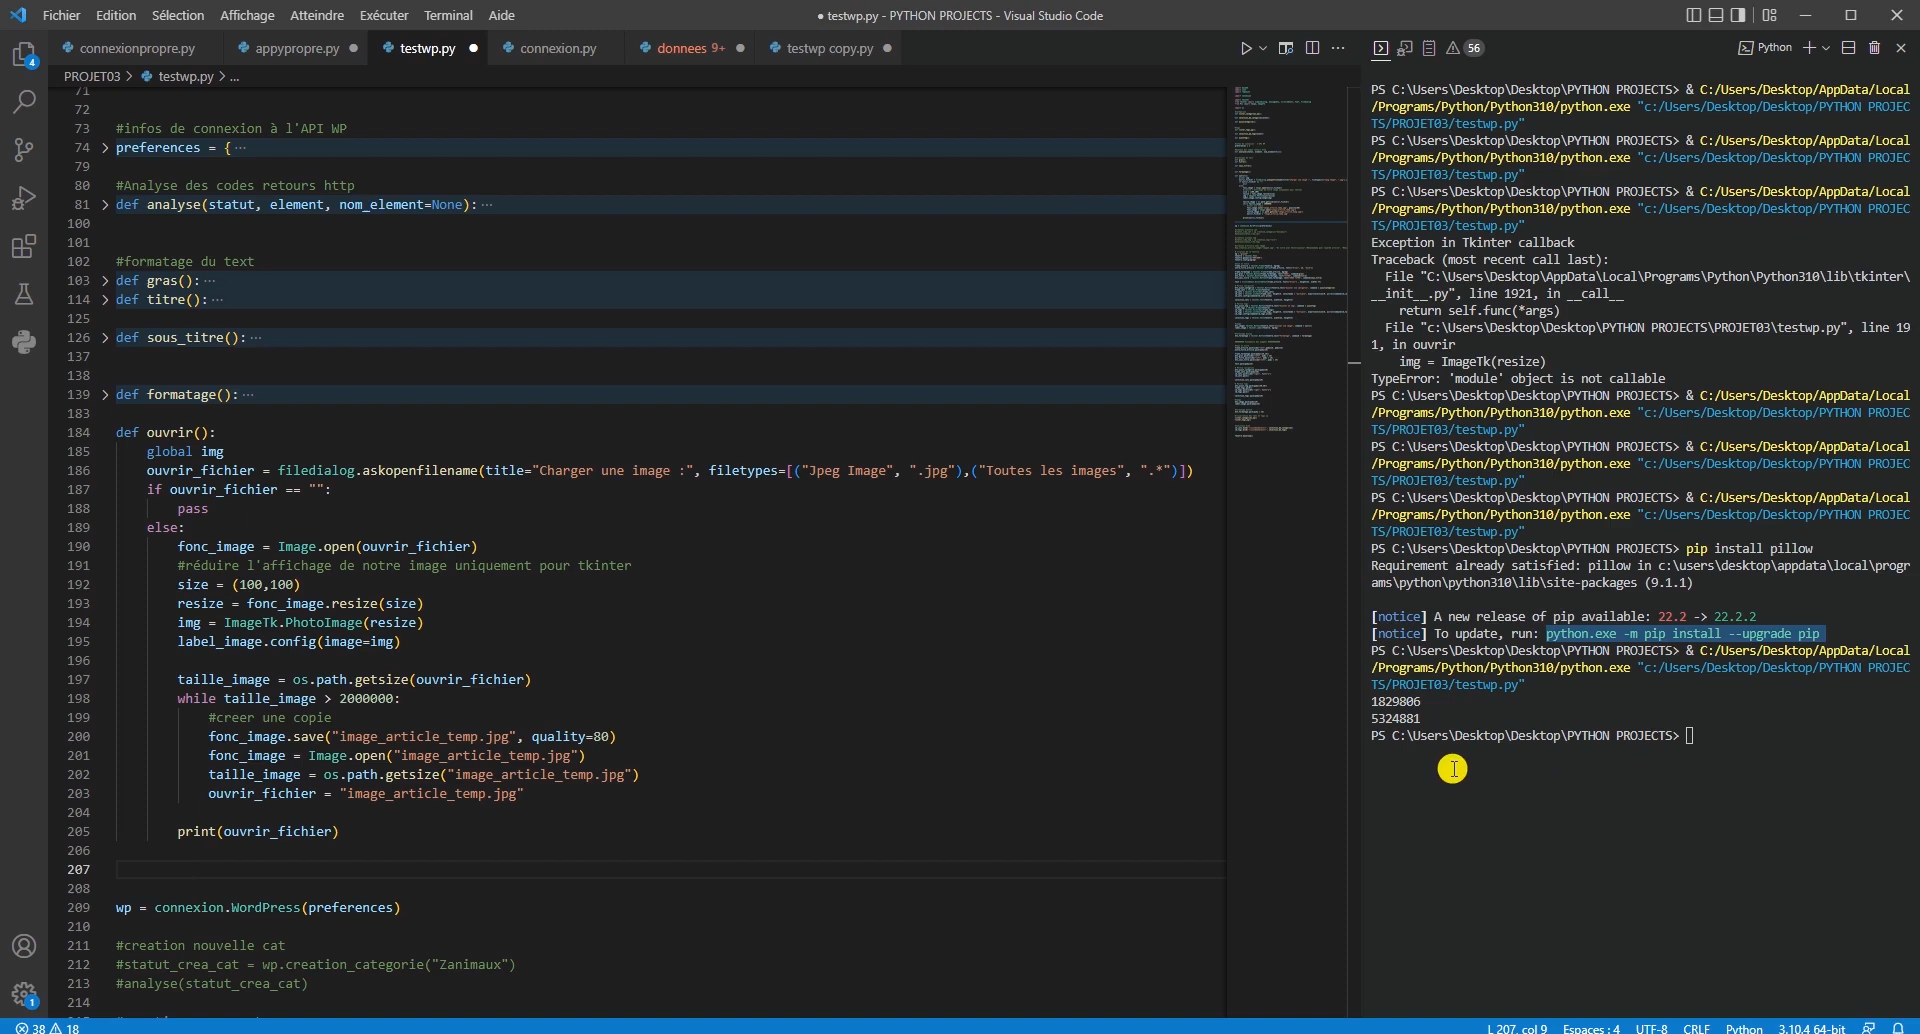 Fichier Edition Sélection Affichage Atteindre Exécuter Terminal Aide
● testwp.py - PYTHON PROJECTS - Visual Studio Code
connexionpropre.py appypropre.py ● testwp.py ● connexion.py donnees 9+ ● testwp copy.py ●
PROJET03 > testwp.py > ...
71
72
73 #infos de connexion à l'API WP
74 > preferences = { ...
79
80 #Analyse des codes retours http
81 > def analyse(statut, element, nom_element=None): ...
100
101
102 #formatage du text
103 > def gras(): ...
114 > def titre(): ...
125
126 > def sous_titre(): ...
137
138
139 > def formatage(): ...
183
184 def ouvrir():
185 global img
186 ouvrir_fichier = filedialog.askopenfilename(title="Charger une image :", filetypes=[("Jpeg Image", ".jpg"),("Toutes les images", ".*")])
187 if ouvrir_fichier == "":
188 pass
189 else:
190 fonc_image = Image.open(ouvrir_fichier)
191 #réduire l'affichage de notre image uniquement pour tkinter
192 size = (100,100)
193 resize = fonc_image.resize(size)
194 img = ImageTk.PhotoImage(resize)
195 label_image.config(image=img)
196
197 taille_image = os.path.getsize(ouvrir_fichier)
198 while taille_image > 2000000:
199 #creer une copie
200 fonc_image.save("image_article_temp.jpg", quality=80)
201 fonc_image = Image.open("image_article_temp.jpg")
202 taille_image = os.path.getsize("image_article_temp.jpg")
203 ouvrir_fichier = "image_article_temp.jpg"
204
205 print(ouvrir_fichier)
206
207
208
209 wp = connexion.WordPress(preferences)
210
211 #creation nouvelle cat
212 #statut_crea_cat = wp.creation_categorie("Zanimaux")
213 #analyse(statut_crea_cat)
214
56
Python
PS C:\Users\Desktop\Desktop\PYTHON PROJECTS> & C:/Users/Desktop/AppData/Local
/Programs/Python/Python310/python.exe "c:/Users/Desktop/Desktop/PYTHON PROJEC
TS/PROJET03/testwp.py"
PS C:\Users\Desktop\Desktop\PYTHON PROJECTS> & C:/Users/Desktop/AppData/Local
/Programs/Python/Python310/python.exe "c:/Users/Desktop/Desktop/PYTHON PROJEC
TS/PROJET03/testwp.py"
PS C:\Users\Desktop\Desktop\PYTHON PROJECTS> & C:/Users/Desktop/AppData/Local
/Programs/Python/Python310/python.exe "c:/Users/Desktop/Desktop/PYTHON PROJEC
TS/PROJET03/testwp.py"
Exception in Tkinter callback
Traceback (most recent call last):
File "C:\Users\Desktop\AppData\Local\Programs\Python\Python310\lib\tkinter\
__init__.py", line 1921, in __call__
return self.func(*args)
File "c:\Users\Desktop\Desktop\PYTHON PROJECTS\PROJET03\testwp.py", line 19
1, in ouvrir
img = ImageTk(resize)
TypeError: 'module' object is not callable
PS C:\Users\Desktop\Desktop\PYTHON PROJECTS> & C:/Users/Desktop/AppData/Local
/Programs/Python/Python310/python.exe "c:/Users/Desktop/Desktop/PYTHON PROJEC
TS/PROJET03/testwp.py"
PS C:\Users\Desktop\Desktop\PYTHON PROJECTS> & C:/Users/Desktop/AppData/Local
/Programs/Python/Python310/python.exe "c:/Users/Desktop/Desktop/PYTHON PROJEC
TS/PROJET03/testwp.py"
PS C:\Users\Desktop\Desktop\PYTHON PROJECTS> & C:/Users/Desktop/AppData/Local
/Programs/Python/Python310/python.exe "c:/Users/Desktop/Desktop/PYTHON PROJEC
TS/PROJET03/testwp.py"
PS C:\Users\Desktop\Desktop\PYTHON PROJECTS> pip install pillow
Requirement already satisfied: pillow in c:\users\desktop\appdata\local\progr
ams\python\python310\lib\site-packages (9.1.1)
[notice] A new release of pip available: 22.2 -> 22.2.2
[notice] To update, run: python.exe -m pip install --upgrade pip
PS C:\Users\Desktop\Desktop\PYTHON PROJECTS> & C:/Users/Desktop/AppData/Local
/Programs/Python/Python310/python.exe "c:/Users/Desktop/Desktop/PYTHON PROJEC
TS/PROJET03/testwp.py"
1829806
5324881
PS C:\Users\Desktop\Desktop\PYTHON PROJECTS>
4
1
38 18
L 207, col 9 Espaces : 4 UTF-8 CRLF Python 3.10.4 64-bit